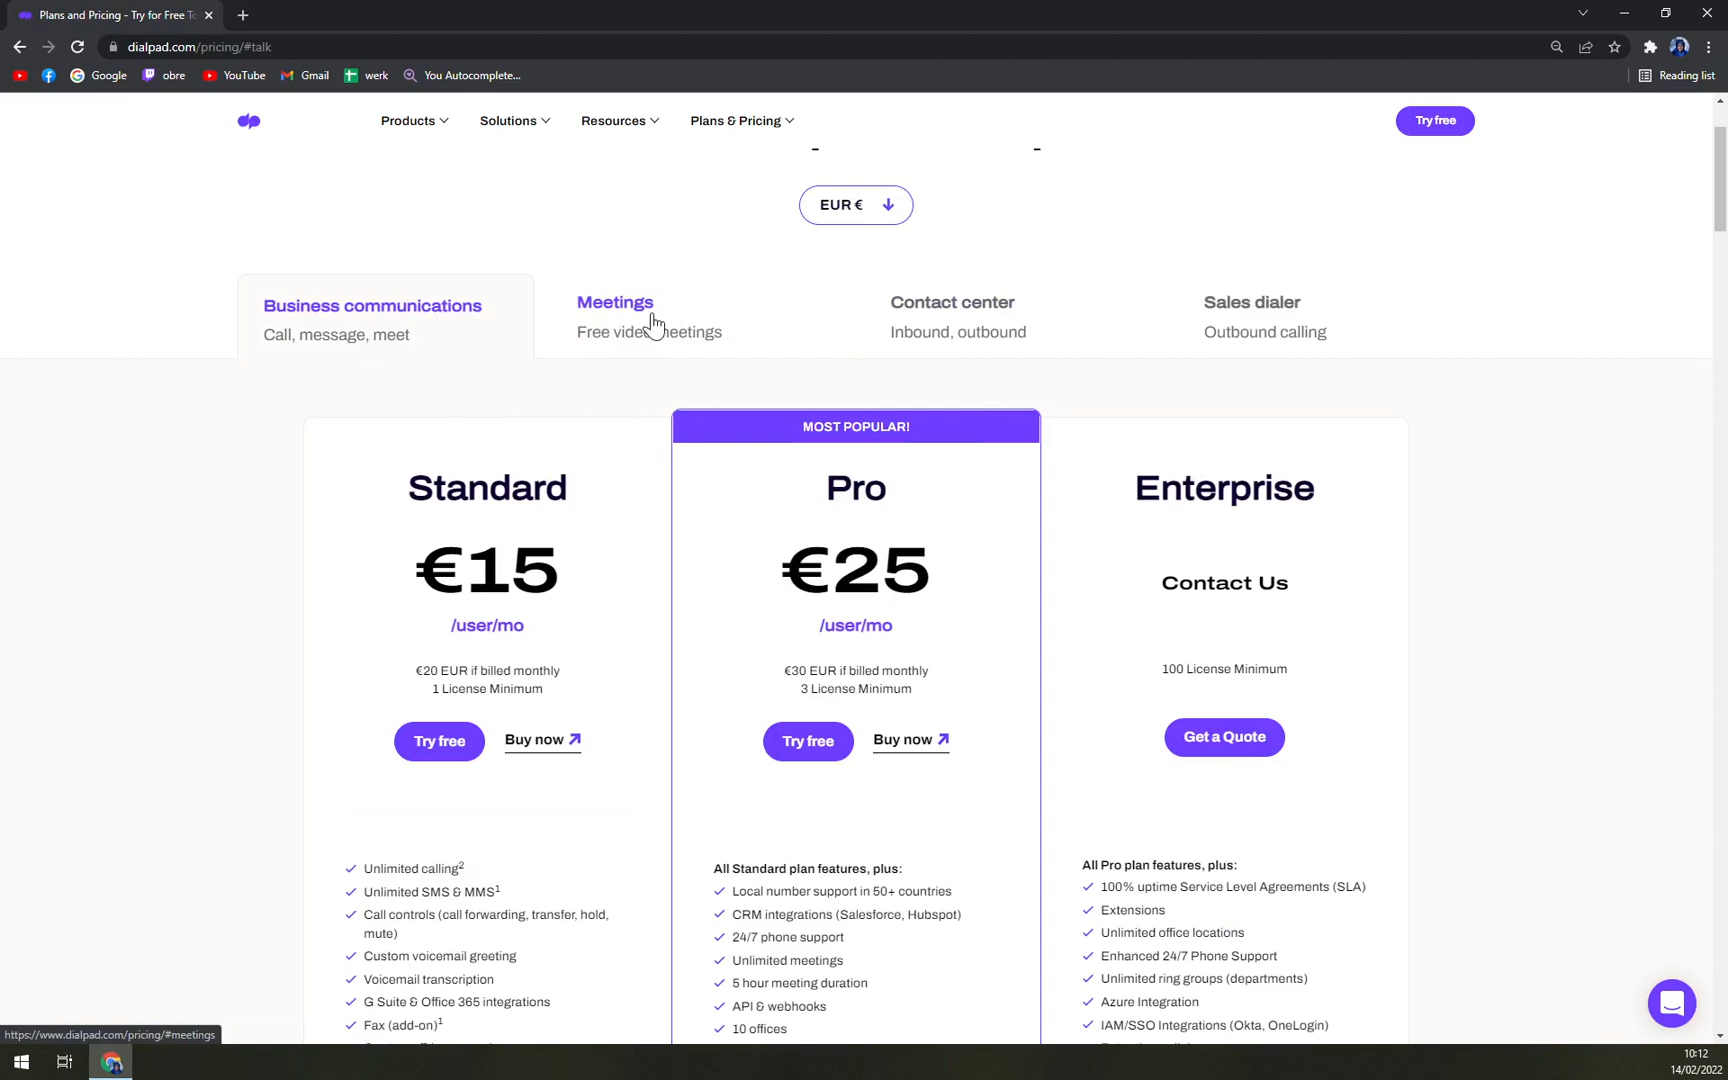 Plans and Pricing - Try for Free To
dialpad.com/pricing/#talk
Google
obre
YouTube
Gmail
werk
You Autocomplete...
Reading list
Products
Solutions
Resources
Plans & Pricing
Try free
EUR €
Business communications
Call, message, meet
Meetings
Free video meetings
Contact center
Inbound, outbound
Sales dialer
Outbound calling
MOST POPULAR!
Standard
€15
/user/mo
€20 EUR if billed monthly
1 License Minimum
Try free
Buy now
Unlimited calling2
Unlimited SMS & MMS1
Call controls (call forwarding, transfer, hold,
mute)
Custom voicemail greeting
Voicemail transcription
G Suite & Office 365 integrations
Fax (add-on)1
Pro
€25
/user/mo
€30 EUR if billed monthly
3 License Minimum
Try free
Buy now
All Standard plan features, plus:
Local number support in 50+ countries
CRM integrations (Salesforce, Hubspot)
24/7 phone support
Unlimited meetings
5 hour meeting duration
API & webhooks
10 offices
Enterprise
Contact Us
100 License Minimum
Get a Quote
All Pro plan features, plus:
100% uptime Service Level Agreements (SLA)
Extensions
Unlimited office locations
Enhanced 24/7 Phone Support
Unlimited ring groups (departments)
Azure Integration
IAM/SSO Integrations (Okta, OneLogin)
https://www.dialpad.com/pricing/#meetings
10:12
14/02/2022